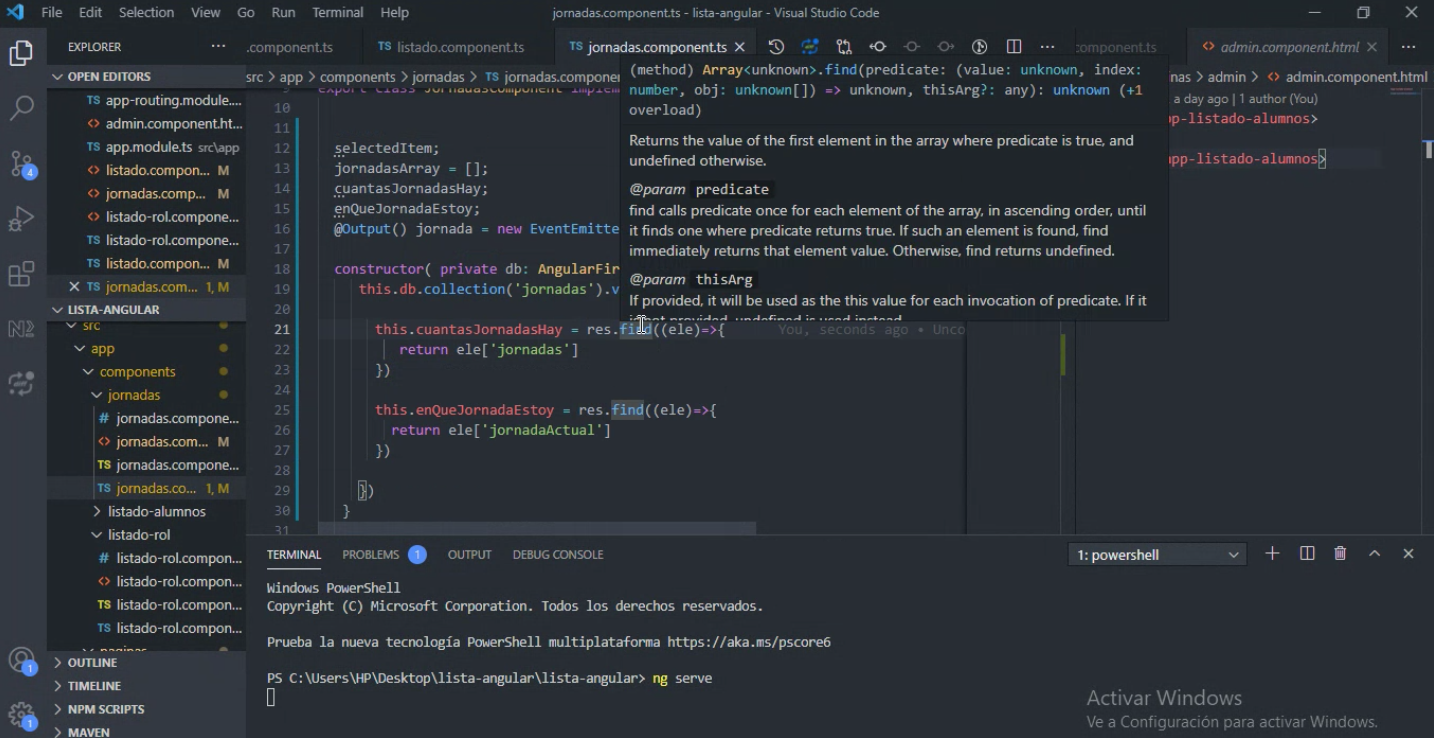 File Edit Selection View Go Run Terminal Help
jornadas.component.ts - lista-angular - Visual Studio Code
EXPLORER ···
.component.ts TS listado.component.ts TS jornadas.component.ts
component.ts <> admin.component.html ···
OPEN EDITORS
TS app-routing.module....
<> admin.component.ht...
TS app.module.ts src\app
<> listado.compon... M
<> jornadas.comp... M
<> listado-rol.compone...
TS listado-rol.compone...
TS listado.compon... M
TS jornadas.com... 1, M
LISTA-ANGULAR
src
app
components
jornadas
# jornadas.compone...
<> jornadas.com... M
TS jornadas.compone...
TS jornadas.co... 1, M
listado-alumnos
listado-rol
# listado-rol.compon...
<> listado-rol.compon...
TS listado-rol.compon...
TS listado-rol.compon...
paginas
OUTLINE
TIMELINE
NPM SCRIPTS
MAVEN
4
1
1
src > app > components > jornadas > TS jornadas.componen
9 export class JornadasComponent implem
10
11
12 selectedItem;
13 jornadasArray = [];
14 cuantasJornadasHay;
15 enQueJornadaEstoy;
16 @Output() jornada = new EventEmitte
17
18 constructor( private db: AngularFir
19 this.db.collection('jornadas').v
20
21 this.cuantasJornadasHay = res.find((ele)=>{ You, seconds ago • Unco
22 return ele['jornadas']
23 })
24
25 this.enQueJornadaEstoy = res.find((ele)=>{
26 return ele['jornadaActual']
27 })
28
29 })
30 }
31
(method) Array<unknown>.find(predicate: (value: unknown, index:
number, obj: unknown[]) => unknown, thisArg?: any): unknown (+1
overload)
Returns the value of the first element in the array where predicate is true, and
undefined otherwise.
@param predicate
find calls predicate once for each element of the array, in ascending order, until
it finds one where predicate returns true. If such an element is found, find
immediately returns that element value. Otherwise, find returns undefined.
@param thisArg
If provided, it will be used as the this value for each invocation of predicate. If it
is not provided, undefined is used instead.
nas > admin > <> admin.component.html
a day ago | 1 author (You)
pp-listado-alumnos>
app-listado-alumnos>
TERMINAL PROBLEMS 1 OUTPUT DEBUG CONSOLE
1: powershell
Windows PowerShell
Copyright (C) Microsoft Corporation. Todos los derechos reservados.
Prueba la nueva tecnología PowerShell multiplataforma https://aka.ms/pscore6
PS C:\Users\HP\Desktop\lista-angular\lista-angular> ng serve
Activar Windows
Ve a Configuración para activar Windows.